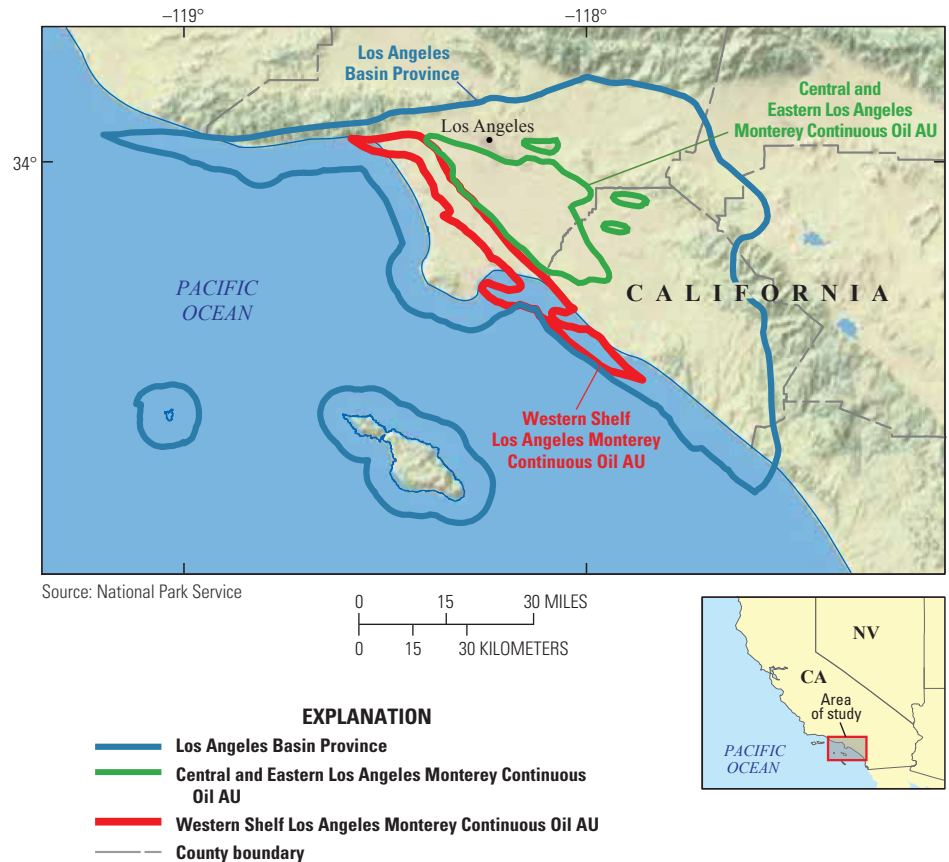 –119°
–118°
34°
Los Angeles
Basin Province
Central and
Eastern Los Angeles
Monterey Continuous Oil AU
Los Angeles
PACIFIC
OCEAN
CALIFORNIA
Western Shelf
Los Angeles Monterey
Continuous Oil AU
Source: National Park Service
0 15 30 MILES
0 15 30 KILOMETERS
NV
CA
Area
of study
PACIFIC
OCEAN
EXPLANATION
Los Angeles Basin Province
Central and Eastern Los Angeles Monterey Continuous
Oil AU
Western Shelf Los Angeles Monterey Continuous Oil AU
County boundary